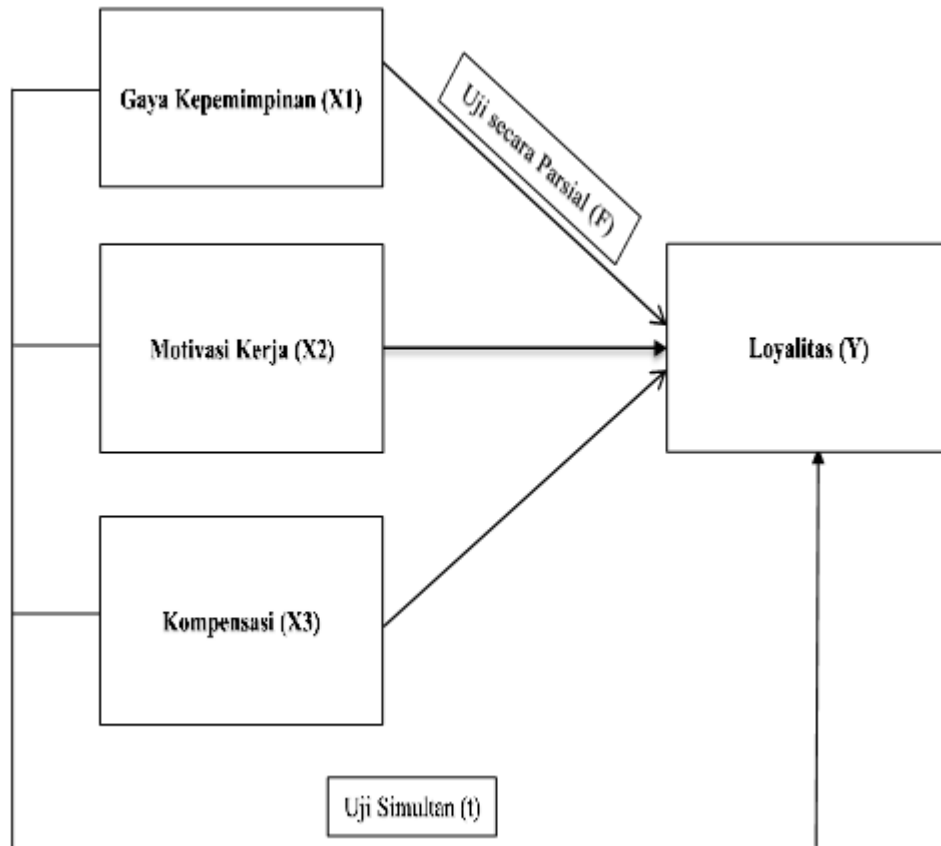 Gaya Kepemimpinan (X1)
Uji secara Parsial (F)
Motivasi Kerja (X2)
Loyalitas (Y)
Kompensasi (X3)
Uji Simultan (t)